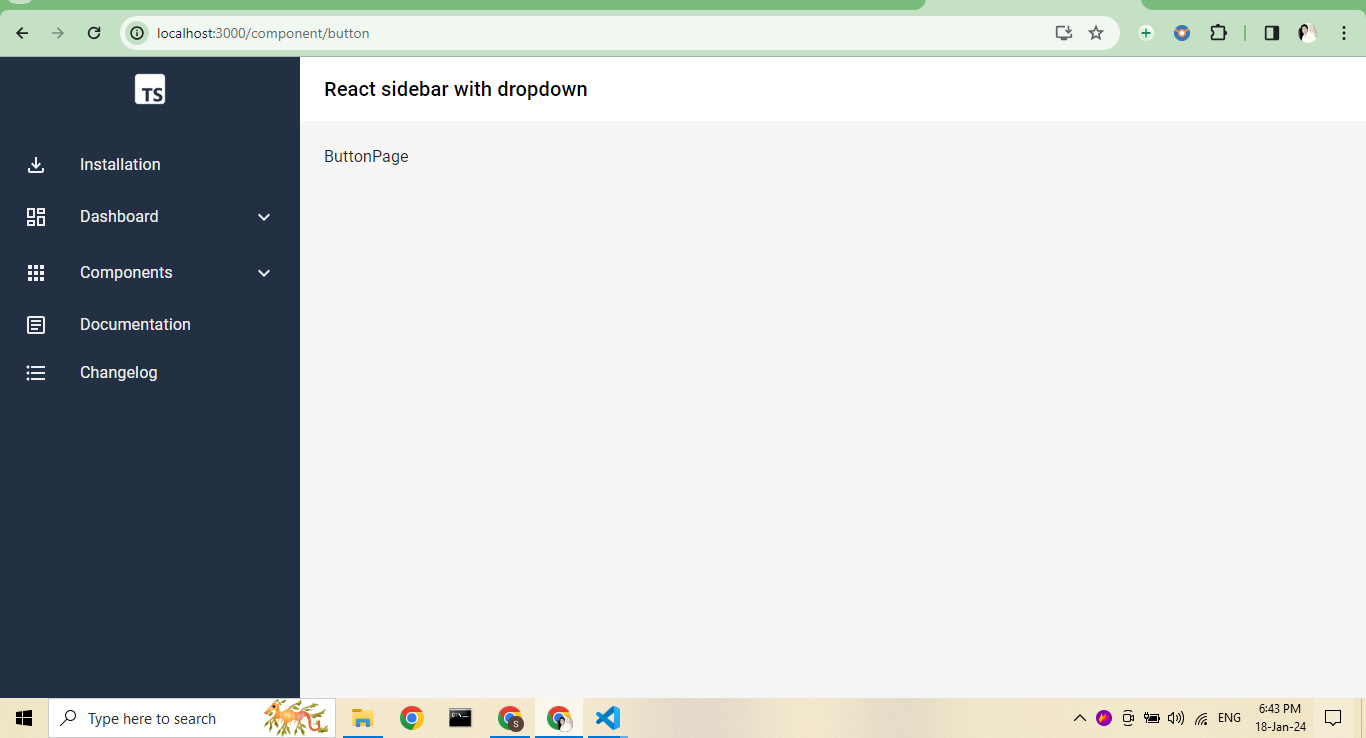 localhost:3000/component/button
TS
React sidebar with dropdown
Installation
ButtonPage
Dashboard
Components
Documentation
Changelog
Type here to search
S
ENG
6:43 PM
18-Jan-24